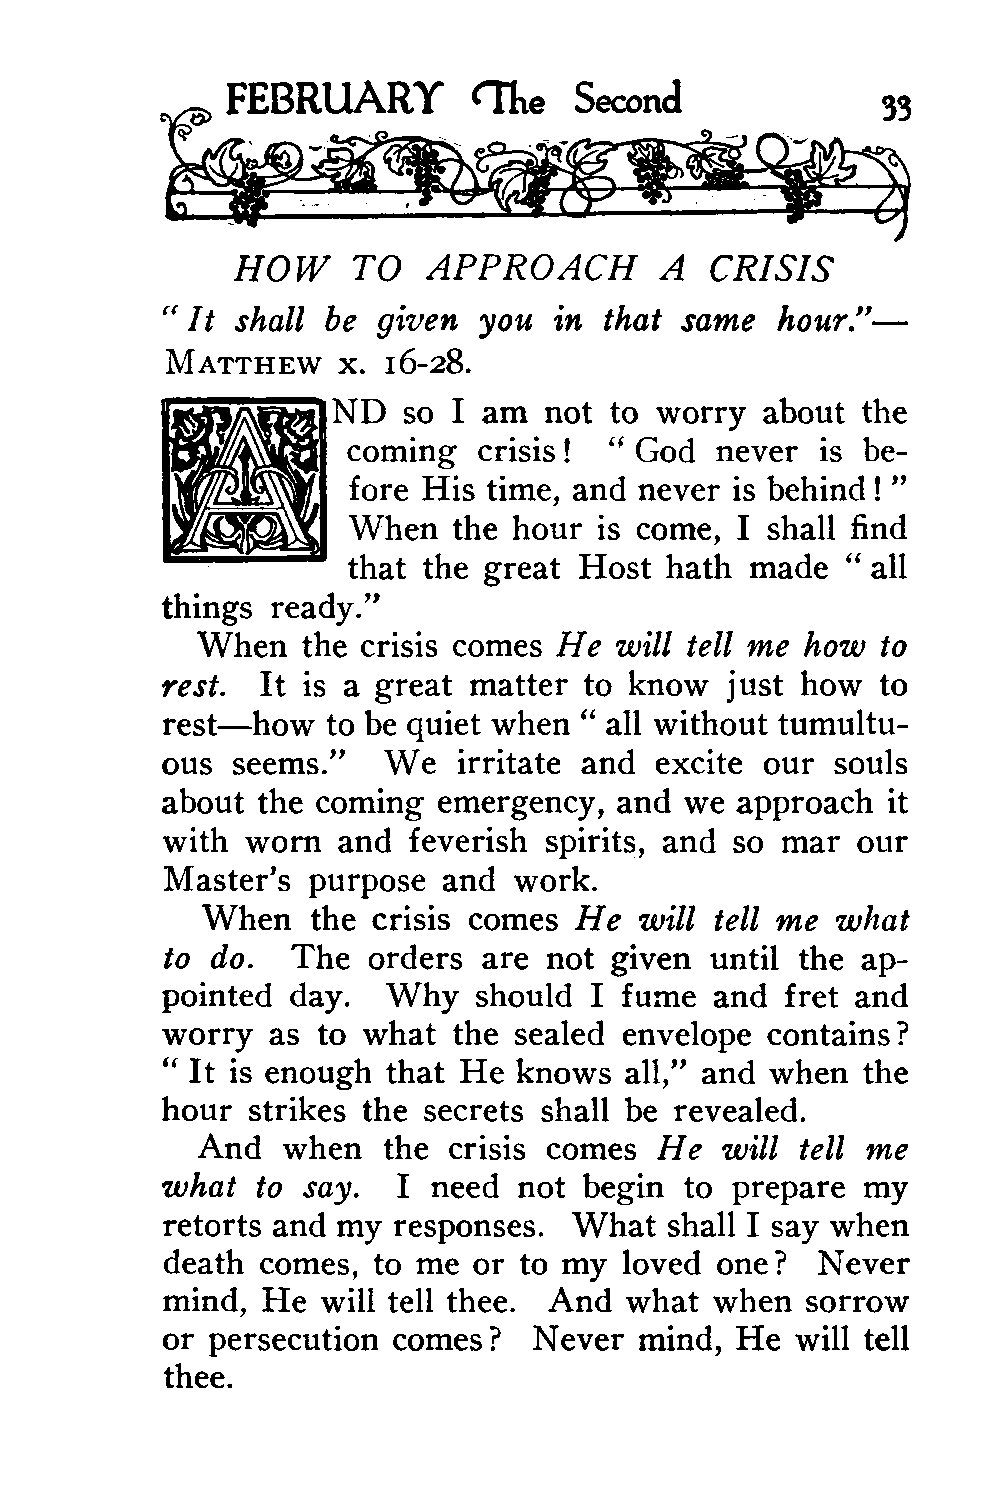 FEBRUARY The Second 33
HOW TO APPROACH A CRISIS
“ It shall be given you in that same hour.”—
MATTHEW X. 16-28.
AND so I am not to worry about the
coming crisis! “ God never is be-
fore His time, and never is behind! ”
When the hour is come, I shall find
that the great Host hath made “ all
things ready.”
When the crisis comes He will tell me how to
rest. It is a great matter to know just how to
rest—how to be quiet when “ all without tumultu-
ous seems.” We irritate and excite our souls
about the coming emergency, and we approach it
with worn and feverish spirits, and so mar our
Master’s purpose and work.
When the crisis comes He will tell me what
to do. The orders are not given until the ap-
pointed day. Why should I fume and fret and
worry as to what the sealed envelope contains?
“ It is enough that He knows all,” and when the
hour strikes the secrets shall be revealed.
And when the crisis comes He will tell me
what to say. I need not begin to prepare my
retorts and my responses. What shall I say when
death comes, to me or to my loved one? Never
mind, He will tell thee. And what when sorrow
or persecution comes? Never mind, He will tell
thee.